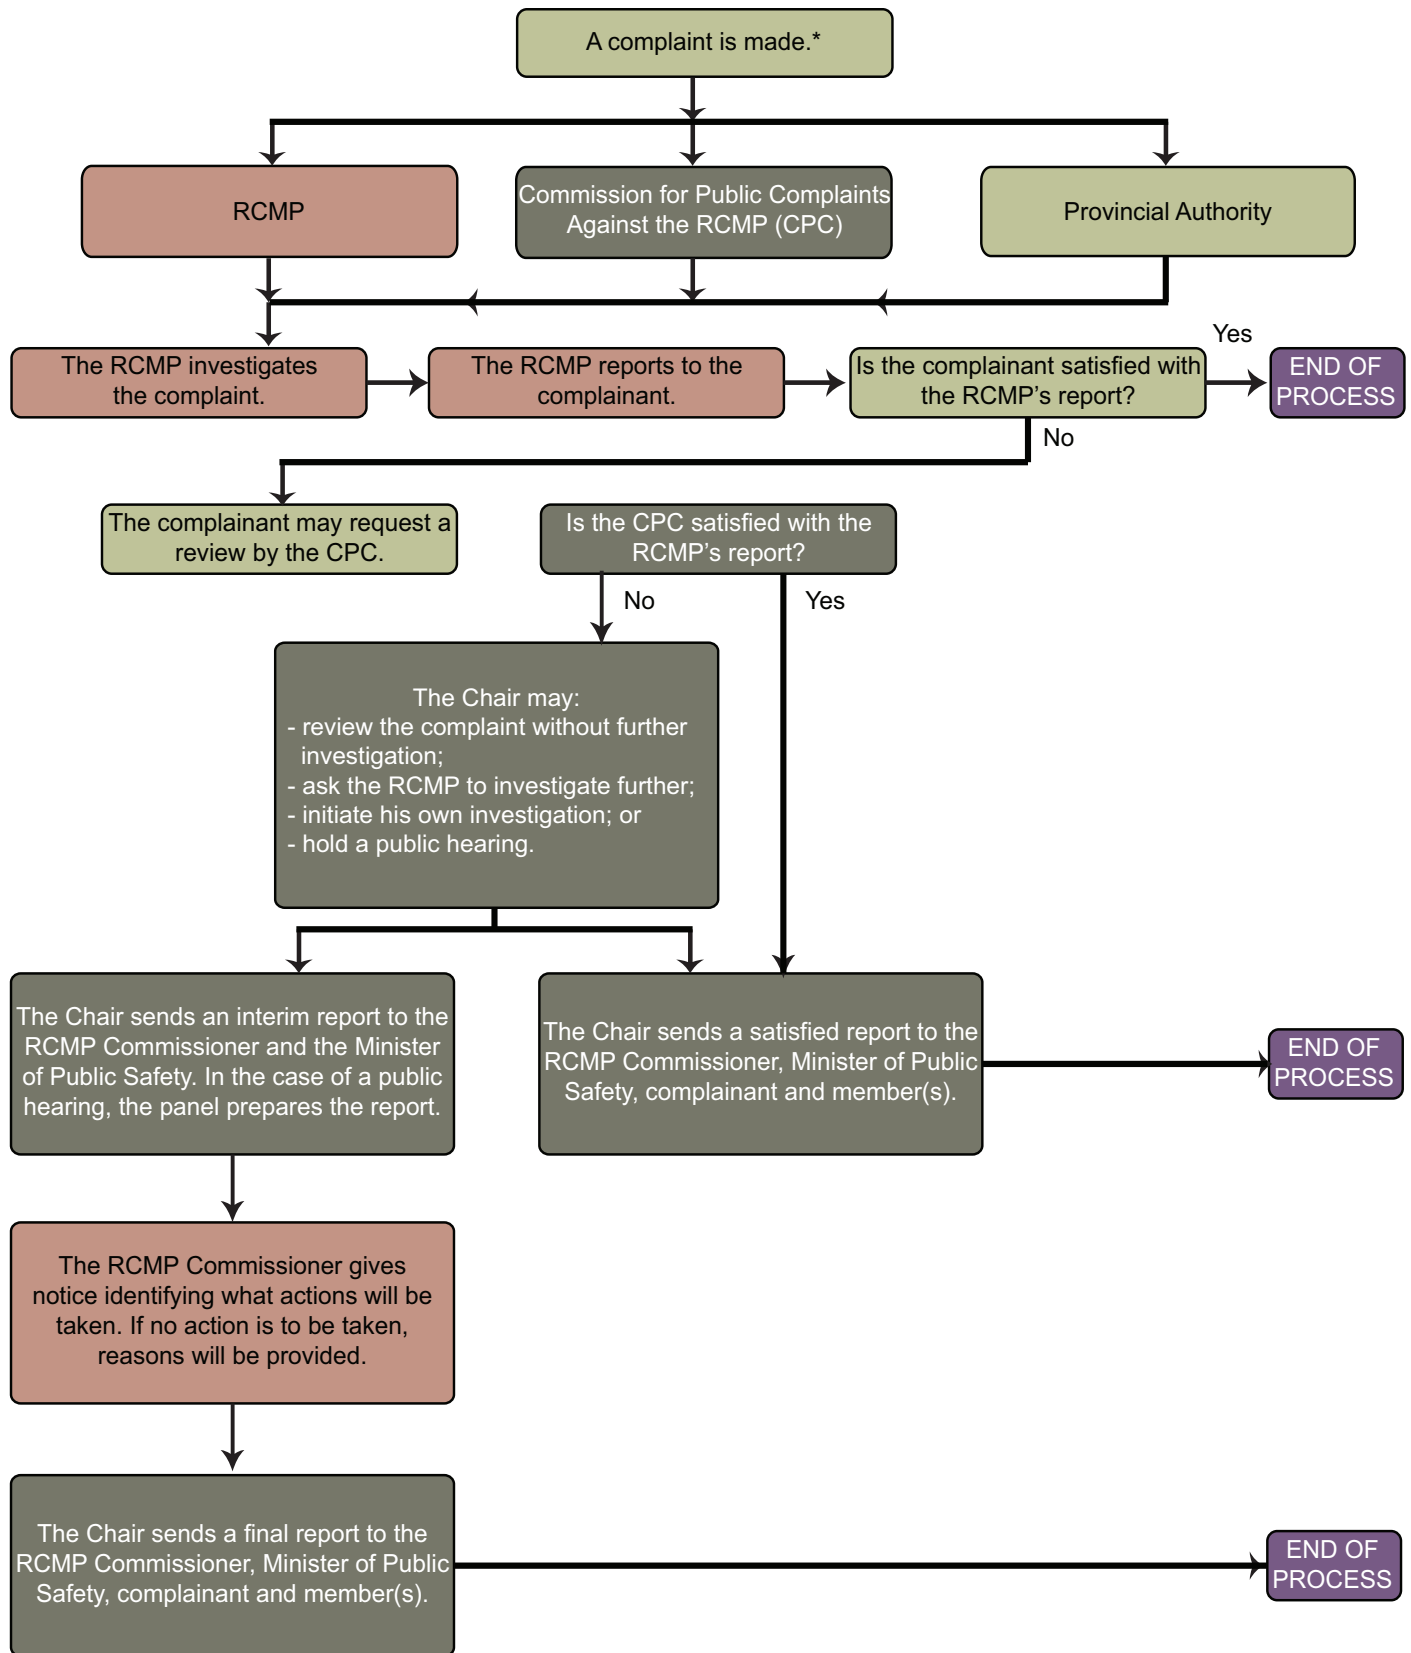 A complaint is made.*
RCMP
Commission for Public Complaints
Against the RCMP (CPC)
Provincial Authority
The RCMP investigates
the complaint.
The RCMP reports to the
complainant.
Is the complainant satisfied with
the RCMP's report?
Yes
END OF
PROCESS
No
The complainant may request a
review by the CPC.
Is the CPC satisfied with the
RCMP's report?
No
Yes
The Chair may:
- review the complaint without further
investigation;
- ask the RCMP to investigate further;
- initiate his own investigation; or
- hold a public hearing.
The Chair sends an interim report to the
RCMP Commissioner and the Minister
of Public Safety. In the case of a public
hearing, the panel prepares the report.
The Chair sends a satisfied report to the
RCMP Commissioner, Minister of Public
Safety, complainant and member(s).
END OF
PROCESS
The RCMP Commissioner gives
notice identifying what actions will be
taken. If no action is to be taken,
reasons will be provided.
The Chair sends a final report to the
RCMP Commissioner, Minister of Public
Safety, complainant and member(s).
END OF
PROCESS